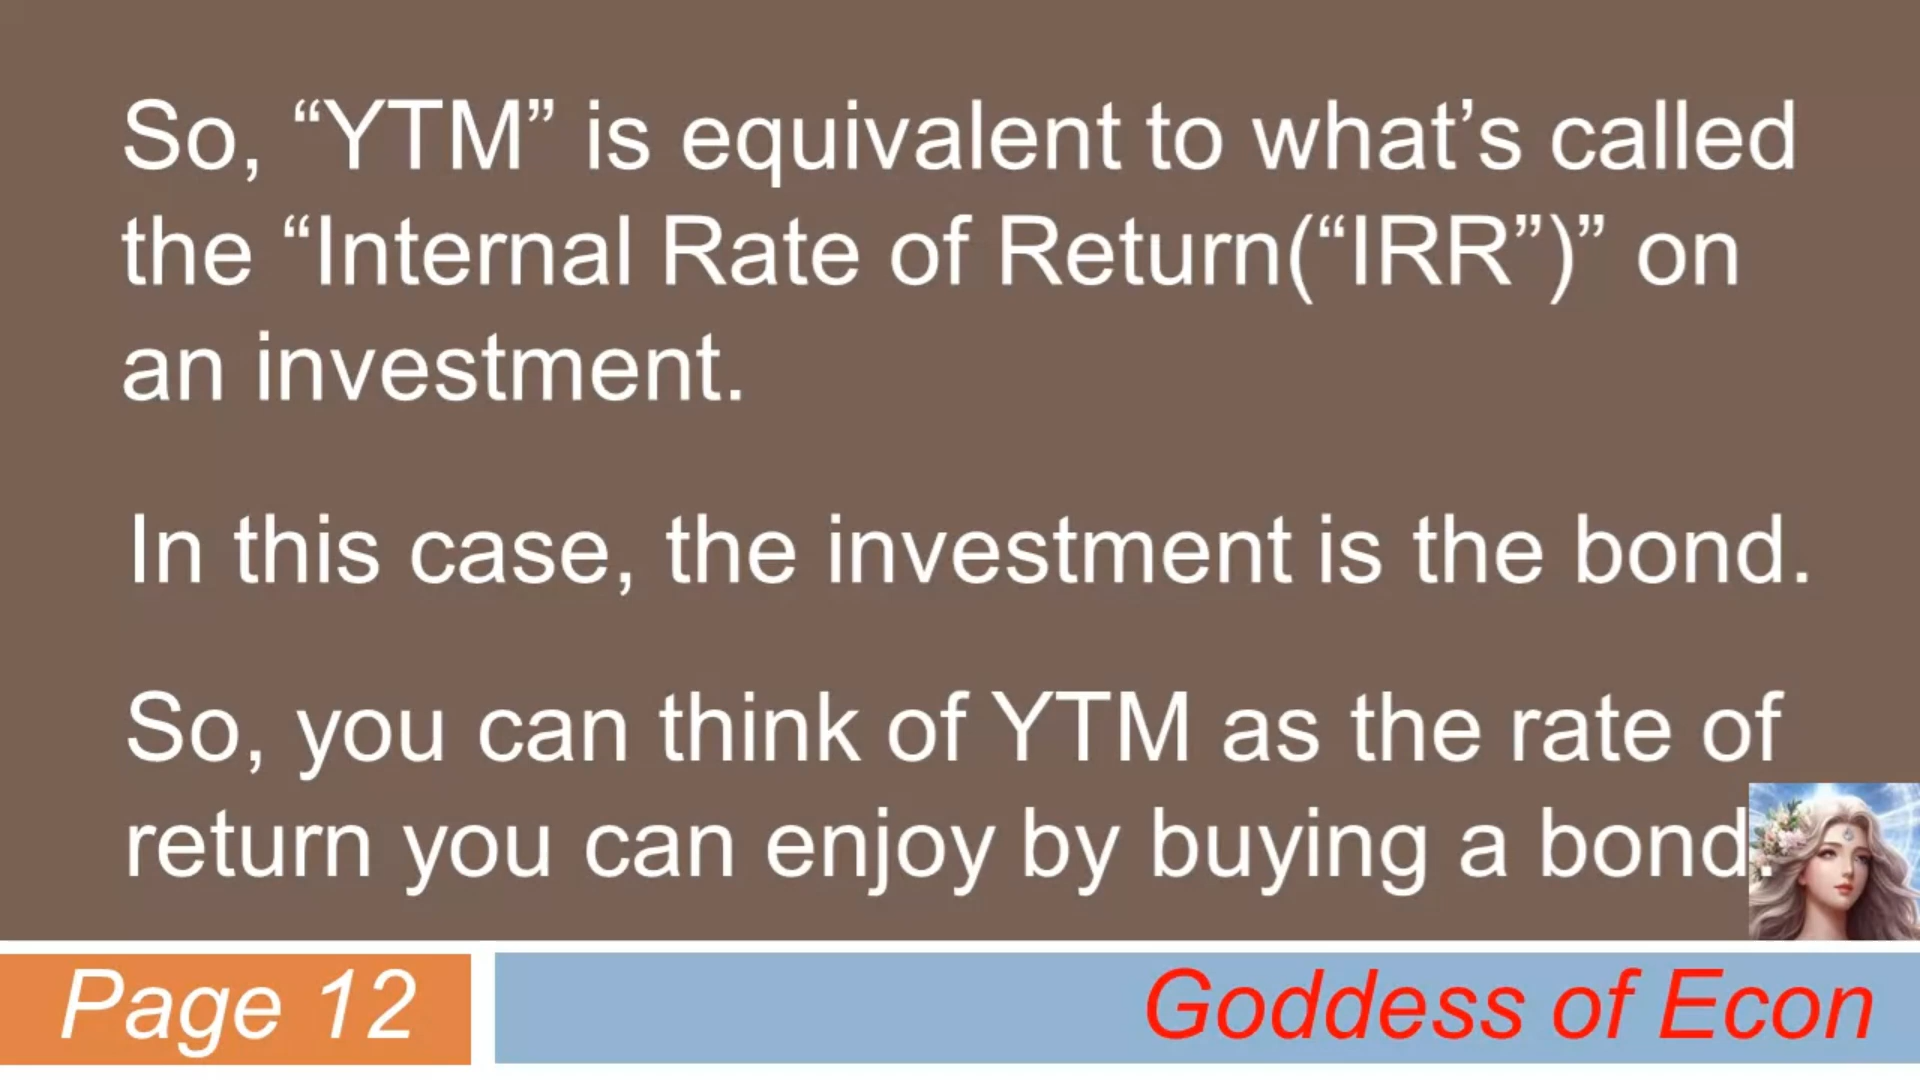 So, “YTM” is equivalent to what’s called
the “Internal Rate of Return(“IRR”)” on
an investment.
In this case, the investment is the bond.
So, you can think of YTM as the rate of
return you can enjoy by buying a bond.
Page 12
Goddess of Econ